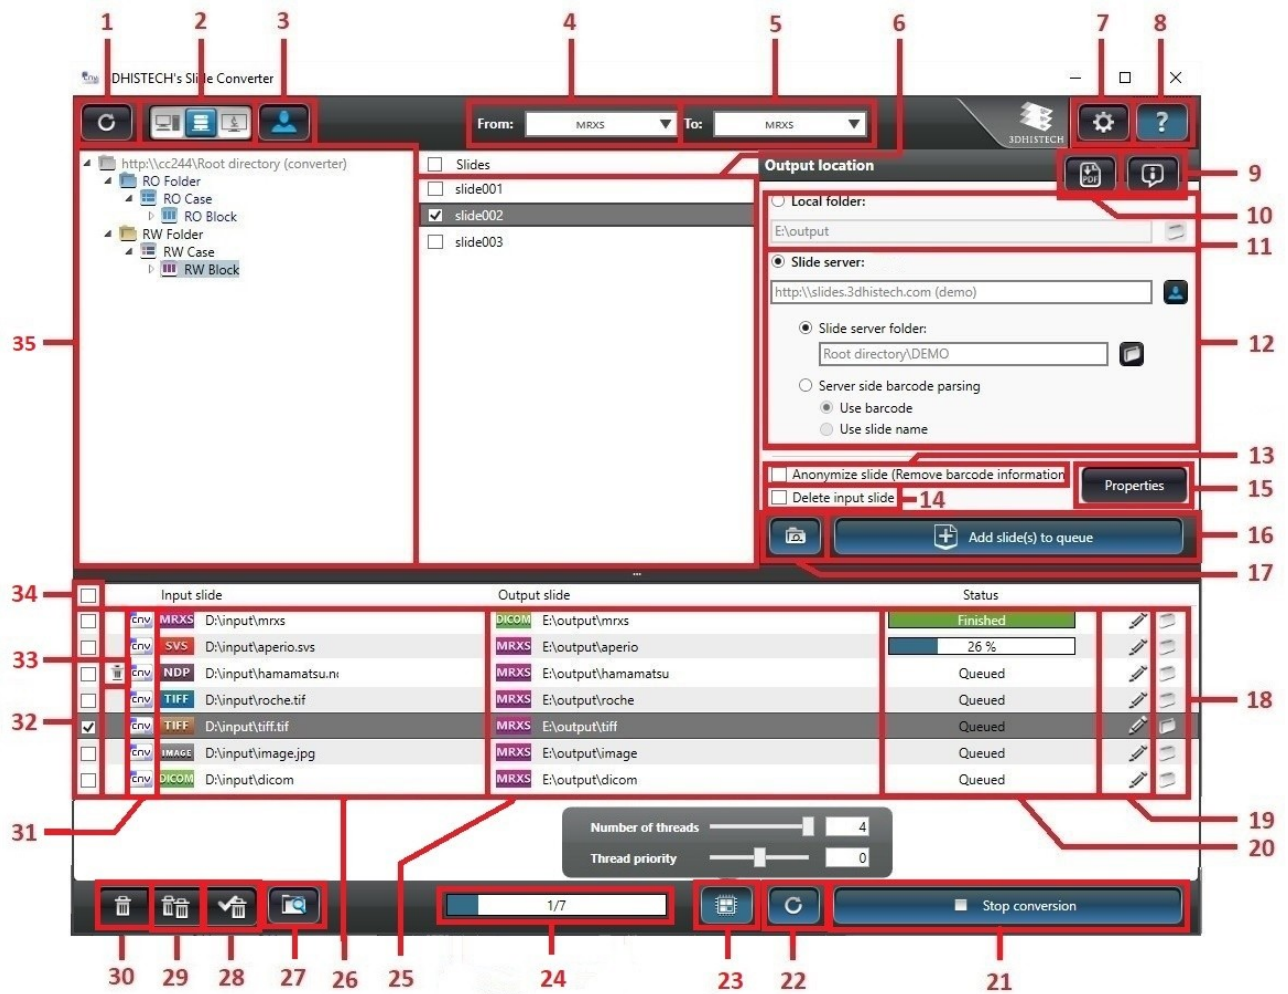 1 2 3 4 5 6 7 8
3DHISTECH's Slide Converter
From: MRXS To: MRXS
3DHISTECH
?
http:\\cc244\Root directory (converter)
RO Folder
RO Case
RO Block
RW Folder
RW Case
RW Block
Slides
slide001
slide002
slide003
Output location
PDF
9
10
Local folder:
E:\output
11
Slide server:
http:\\slides.3dhistech.com (demo)
Slide server folder:
Root directory\DEMO
12
Server side barcode parsing
Use barcode
Use slide name
35
13
Anonymize slide (Remove barcode information
Delete input slide
14
Properties
15
Add slide(s) to queue
16
17
34
Input slide Output slide Status
cnv MRXS D:\input\mrxs DICOM E:\output\mrxs Finished
cnv SVS D:\input\aperio.svs MRXS E:\output\aperio 26 %
33
cnv NDP D:\input\hamamatsu.n MRXS E:\output\hamamatsu Queued
cnv TIFF D:\input\roche.tif MRXS E:\output\roche Queued
18
32
cnv TIFF D:\input\tiff.tif MRXS E:\output\tiff Queued
cnv IMAGE D:\input\image.jpg MRXS E:\output\image Queued
cnv DICOM D:\input\dicom MRXS E:\output\dicom Queued
31
19
20
Number of threads 4
Thread priority 0
1/7
Stop conversion
30 29 28 27 26 25 24 23 22 21